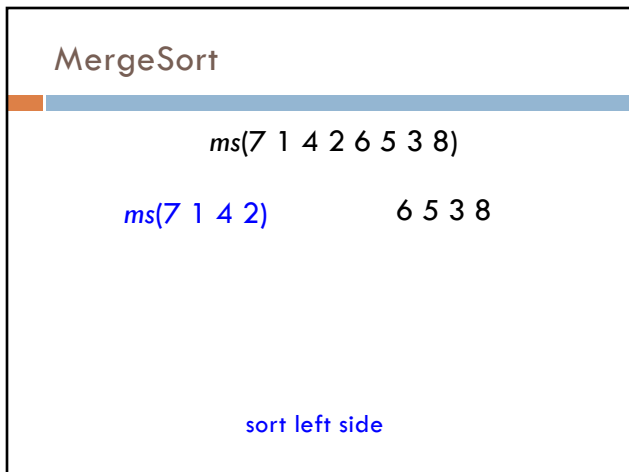 MergeSort
ms(7 1 4 2 6 5 3 8)
ms(7 1 4 2) 6 5 3 8
sort left side